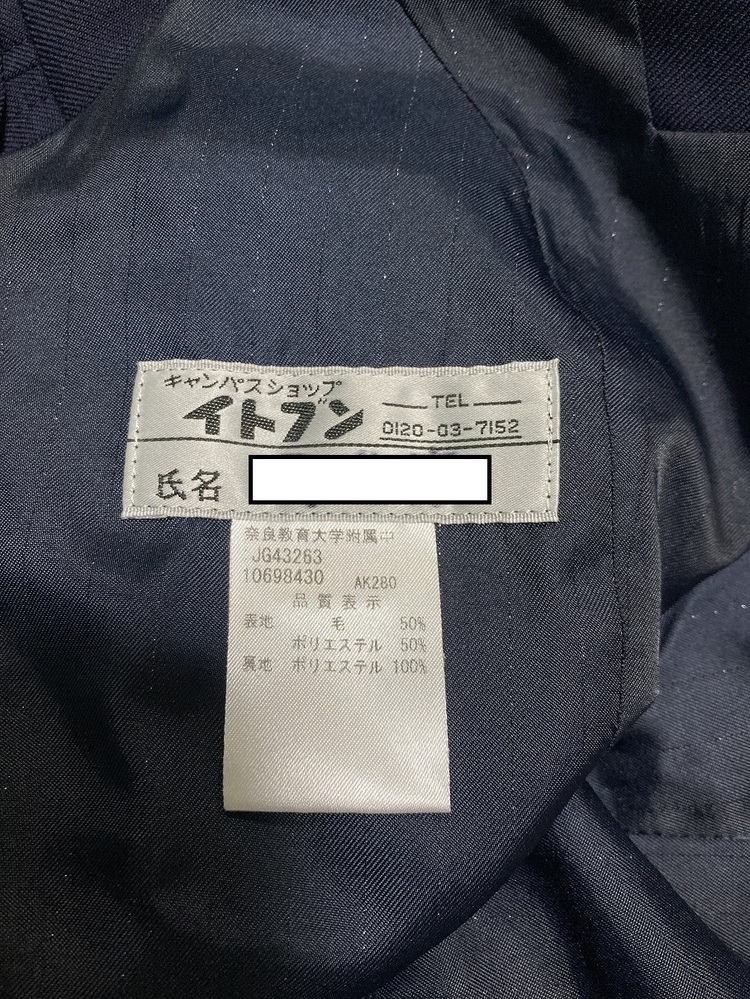 キャンパスショップ
イトブン
TEL
0120-03-7152
氏名
奈良教育大学附属中
JG43263
10698430 AK280
品質表示
表地 毛 50%
ポリエステル 50%
裏地 ポリエステル 100%